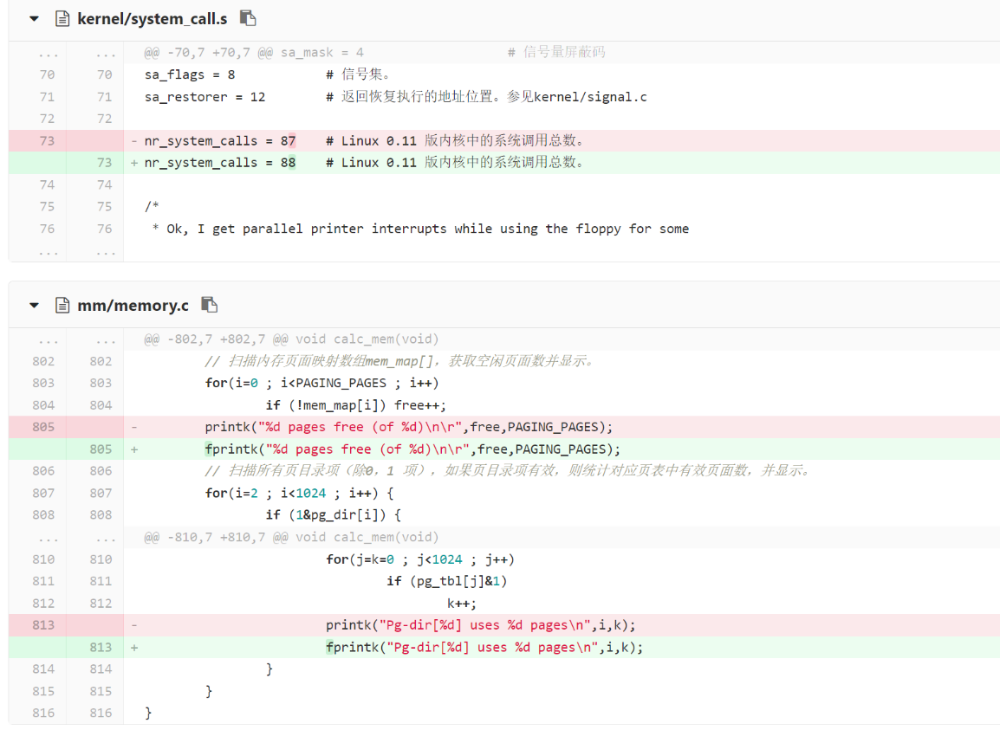 kernel/system_call.s
... ... @@ -70,7 +70,7 @@ sa_mask = 4 # 信号量屏蔽码
70 70 sa_flags = 8 # 信号集。
71 71 sa_restorer = 12 # 返回恢复执行的地址位置。参见kernel/signal.c
72 72
73 - nr_system_calls = 87 # Linux 0.11 版内核中的系统调用总数。
73 + nr_system_calls = 88 # Linux 0.11 版内核中的系统调用总数。
74 74
75 75 /*
76 76 * Ok, I get parallel printer interrupts while using the floppy for some
... ...
mm/memory.c
... ... @@ -802,7 +802,7 @@ void calc_mem(void)
802 802 // 扫描内存页面映射数组mem_map[]，获取空闲页面数并显示。
803 803 for(i=0 ; i<PAGING_PAGES ; i++)
804 804 if (!mem_map[i]) free++;
805 - printk("%d pages free (of %d)\n\r",free,PAGING_PAGES);
805 + fprintk("%d pages free (of %d)\n\r",free,PAGING_PAGES);
806 806 // 扫描所有页目录项（除0，1 项），如果页目录项有效，则统计对应页表中有效页面数，并显示。
807 807 for(i=2 ; i<1024 ; i++) {
808 808 if (1&pg_dir[i]) {
... ... @@ -810,7 +810,7 @@ void calc_mem(void)
810 810 for(j=k=0 ; j<1024 ; j++)
811 811 if (pg_tbl[j]&1)
812 812 k++;
813 - printk("Pg-dir[%d] uses %d pages\n",i,k);
813 + fprintk("Pg-dir[%d] uses %d pages\n",i,k);
814 814 }
815 815 }
816 816 }